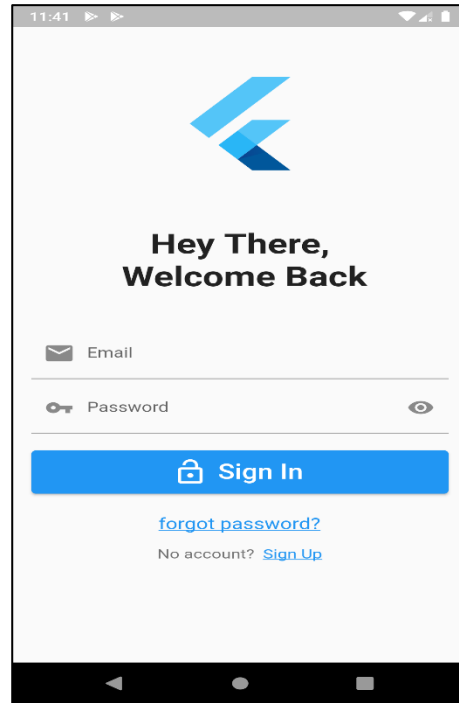 11:41
Hey There,
Welcome Back
Email
Password
Sign In
forgot password?
No account? Sign Up